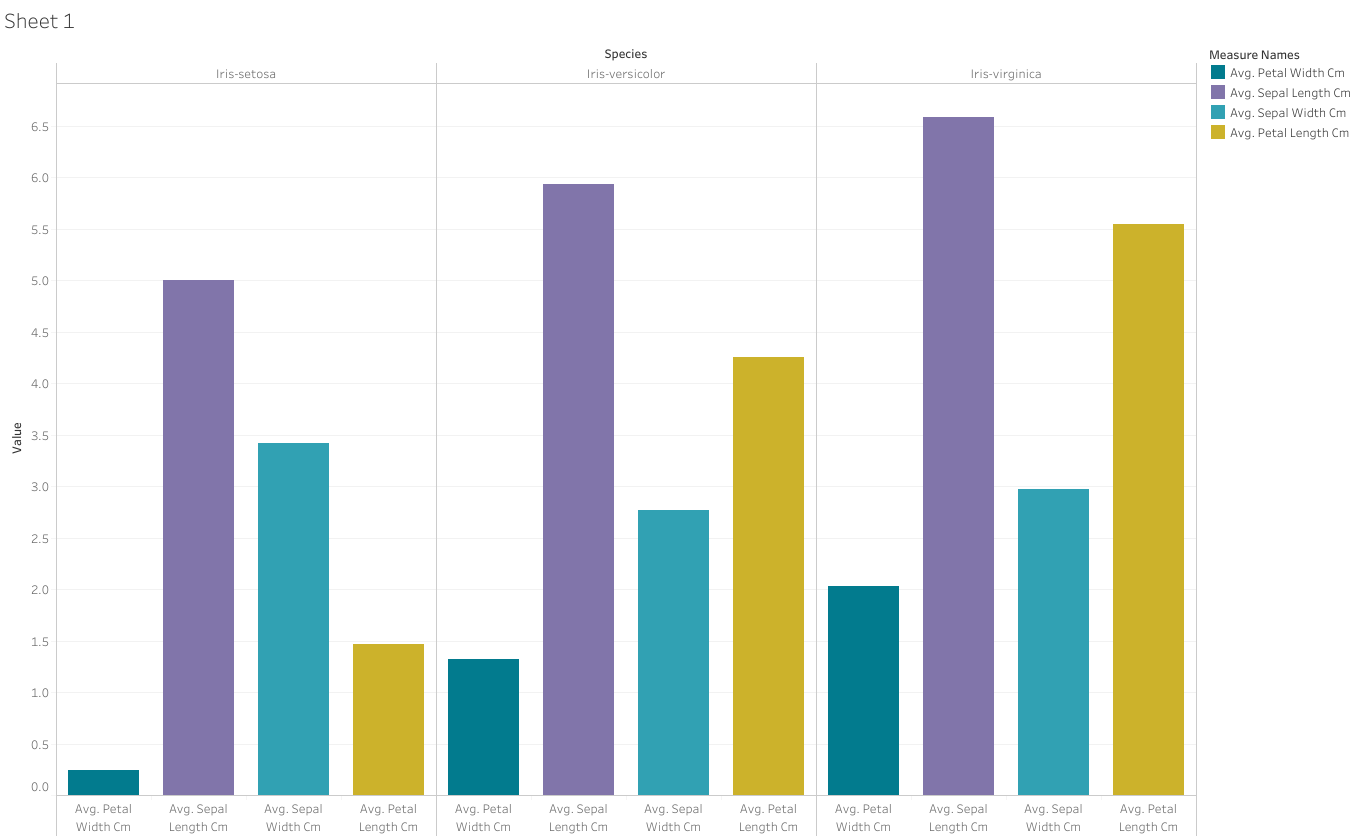 Sheet 1
Species
Iris-setosa
Iris-versicolor
Iris-virginica
Measure Names
Avg. Petal Width Cm
Avg. Sepal Length Cm
Avg. Sepal Width Cm
Avg. Petal Length Cm
6.5
6.0
5.5
5.0
4.5
4.0
3.5
3.0
2.5
2.0
1.5
1.0
0.5
0.0
Value
Avg. Petal
Width Cm
Avg. Sepal
Length Cm
Avg. Sepal
Width Cm
Avg. Petal
Length Cm
Avg. Petal
Width Cm
Avg. Sepal
Length Cm
Avg. Sepal
Width Cm
Avg. Petal
Length Cm
Avg. Petal
Width Cm
Avg. Sepal
Length Cm
Avg. Sepal
Width Cm
Avg. Petal
Length Cm